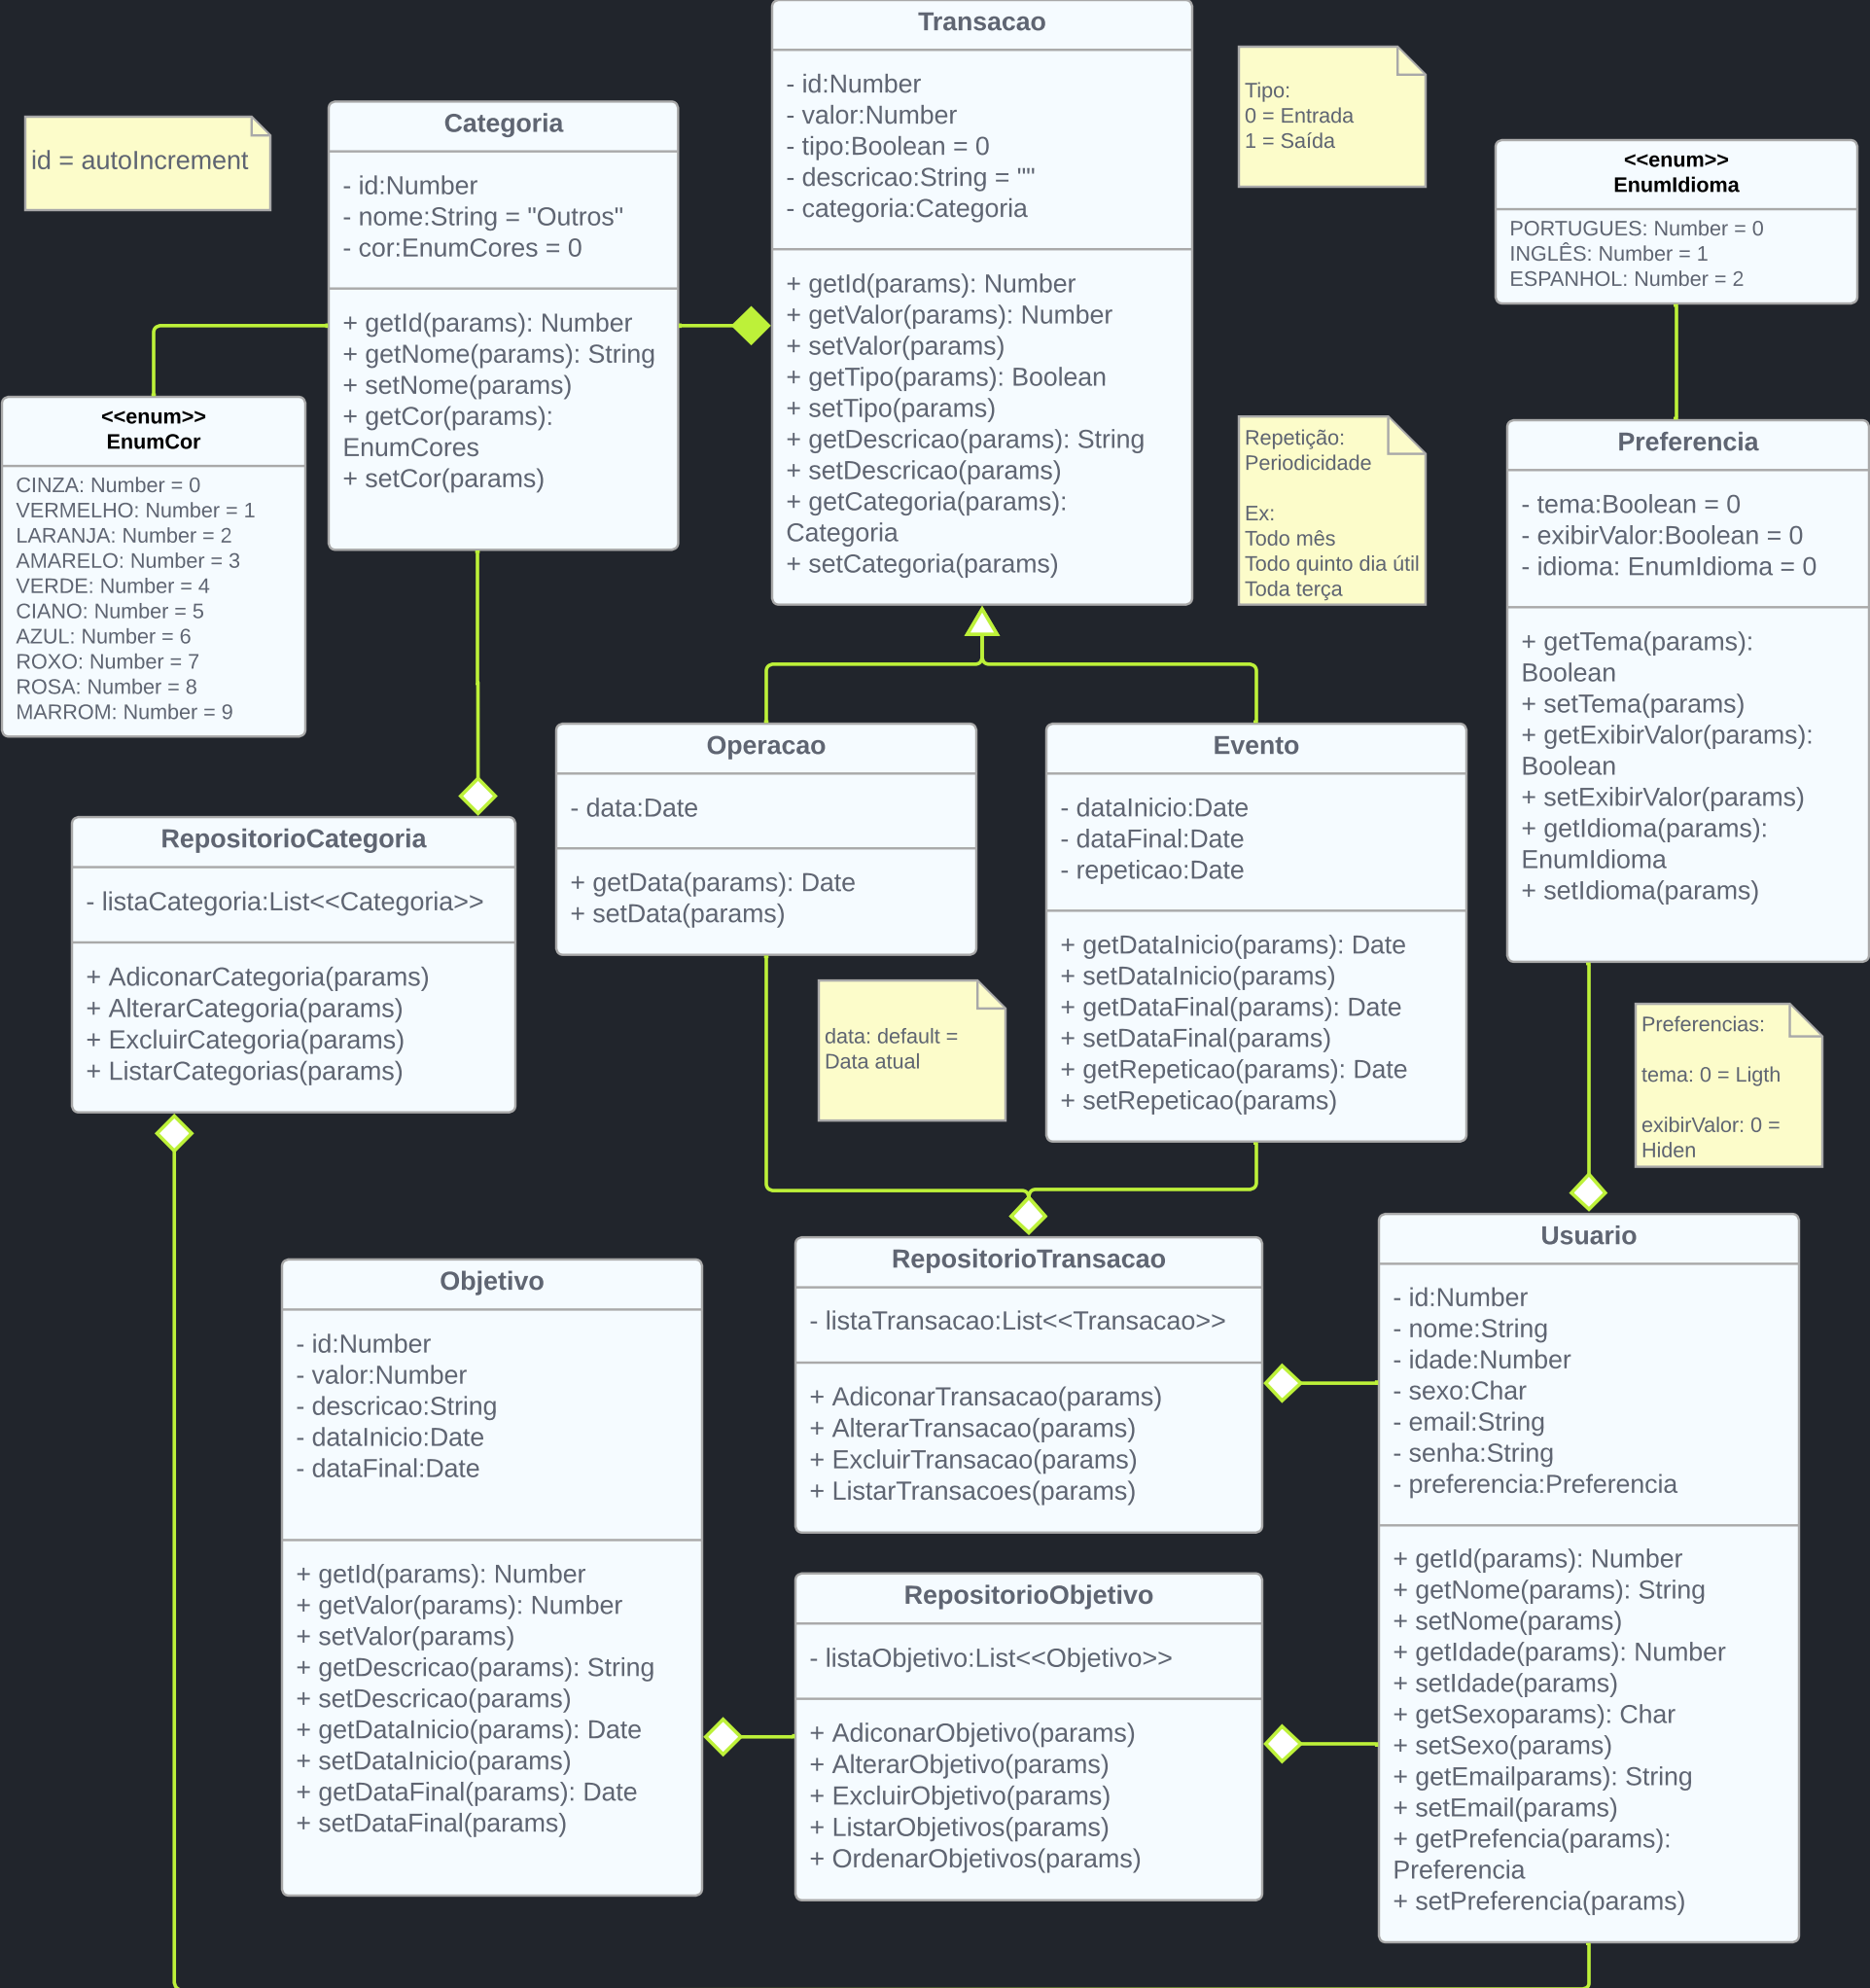 Transacao
- id:Number
- valor:Number
- tipo:Boolean = 0
- descricao:String = ""
- categoria:Categoria
+ getId(params): Number
+ getValor(params): Number
+ setValor(params)
+ getTipo(params): Boolean
+ setTipo(params)
+ getDescricao(params): String
+ setDescricao(params)
+ getCategoria(params):
Categoria
+ setCategoria(params)
Tipo:
0 = Entrada
1 = Saída
id = autoIncrement
Categoria
- id:Number
- nome:String = "Outros"
- cor:EnumCores = 0
+ getId(params): Number
+ getNome(params): String
+ setNome(params)
+ getCor(params):
EnumCores
+ setCor(params)
<<enum>>
EnumIdioma
PORTUGUES: Number = 0
INGLÊS: Number = 1
ESPANHOL: Number = 2
<<enum>>
EnumCor
CINZA: Number = 0
VERMELHO: Number = 1
LARANJA: Number = 2
AMARELO: Number = 3
VERDE: Number = 4
CIANO: Number = 5
AZUL: Number = 6
ROXO: Number = 7
ROSA: Number = 8
MARROM: Number = 9
Repetição:
Periodicidade
Ex:
Todo mês
Todo quinto dia útil
Toda terça
Preferencia
- tema:Boolean = 0
- exibirValor:Boolean = 0
- idioma: EnumIdioma = 0
+ getTema(params):
Boolean
+ setTema(params)
+ getExibirValor(params):
Boolean
+ setExibirValor(params)
+ getIdioma(params):
EnumIdioma
+ setIdioma(params)
Operacao
- data:Date
+ getData(params): Date
+ setData(params)
Evento
- dataInicio:Date
- dataFinal:Date
- repeticao:Date
+ getDataInicio(params): Date
+ setDataInicio(params)
+ getDataFinal(params): Date
+ setDataFinal(params)
+ getRepeticao(params): Date
+ setRepeticao(params)
RepositorioCategoria
- listaCategoria:List<<Categoria>>
+ AdiconarCategoria(params)
+ AlterarCategoria(params)
+ ExcluirCategoria(params)
+ ListarCategorias(params)
data: default =
Data atual
Preferencias:
tema: 0 = Ligth
exibirValor: 0 =
Hiden
Objetivo
- id:Number
- valor:Number
- descricao:String
- dataInicio:Date
- dataFinal:Date
+ getId(params): Number
+ getValor(params): Number
+ setValor(params)
+ getDescricao(params): String
+ setDescricao(params)
+ getDataInicio(params): Date
+ setDataInicio(params)
+ getDataFinal(params): Date
+ setDataFinal(params)
RepositorioTransacao
- listaTransacao:List<<Transacao>>
+ AdiconarTransacao(params)
+ AlterarTransacao(params)
+ ExcluirTransacao(params)
+ ListarTransacoes(params)
RepositorioObjetivo
- listaObjetivo:List<<Objetivo>>
+ AdiconarObjetivo(params)
+ AlterarObjetivo(params)
+ ExcluirObjetivo(params)
+ ListarObjetivos(params)
+ OrdenarObjetivos(params)
Usuario
- id:Number
- nome:String
- idade:Number
- sexo:Char
- email:String
- senha:String
- preferencia:Preferencia
+ getId(params): Number
+ getNome(params): String
+ setNome(params)
+ getIdade(params): Number
+ setIdade(params)
+ getSexoparams): Char
+ setSexo(params)
+ getEmailparams): String
+ setEmail(params)
+ getPrefencia(params):
Preferencia
+ setPreferencia(params)